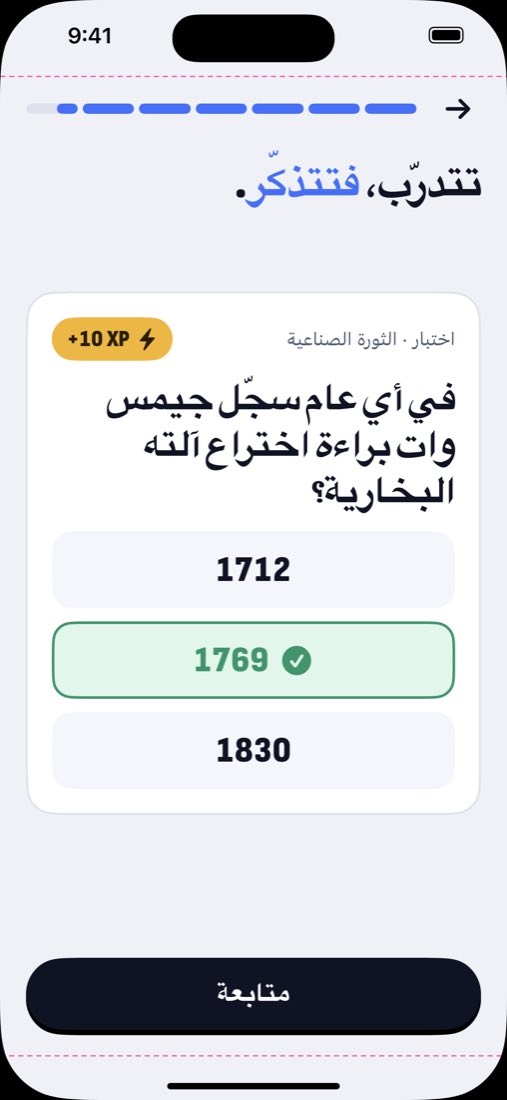 9:41
تتدرّب، فتتذكّر.
اختبار · الثورة الصناعية
+10 XP
في أي عام سجّل جيمس
وات براءة اختراع آلته
البخارية؟
1712
1769
1830
متابعة